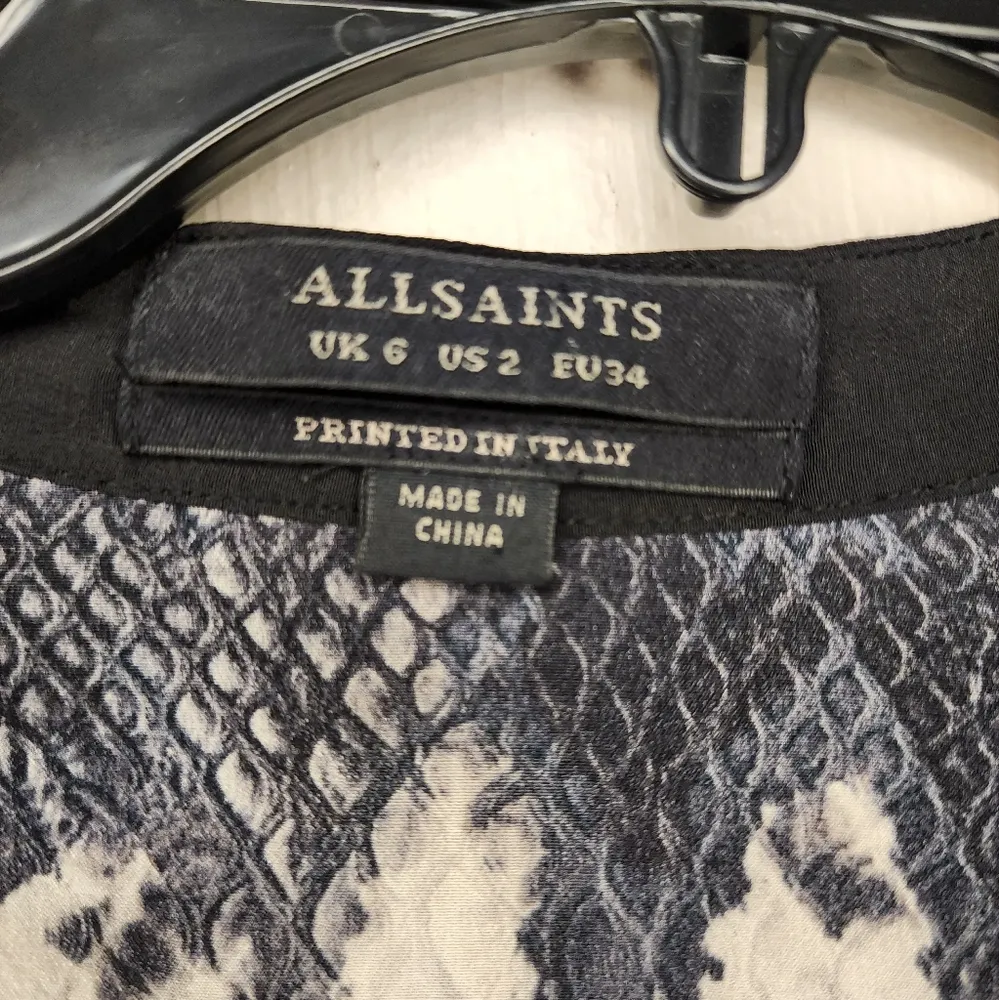 ALLSAINTS
UK 6 US 2 EU34
PRINTED IN ITALY
MADE IN
CHINA